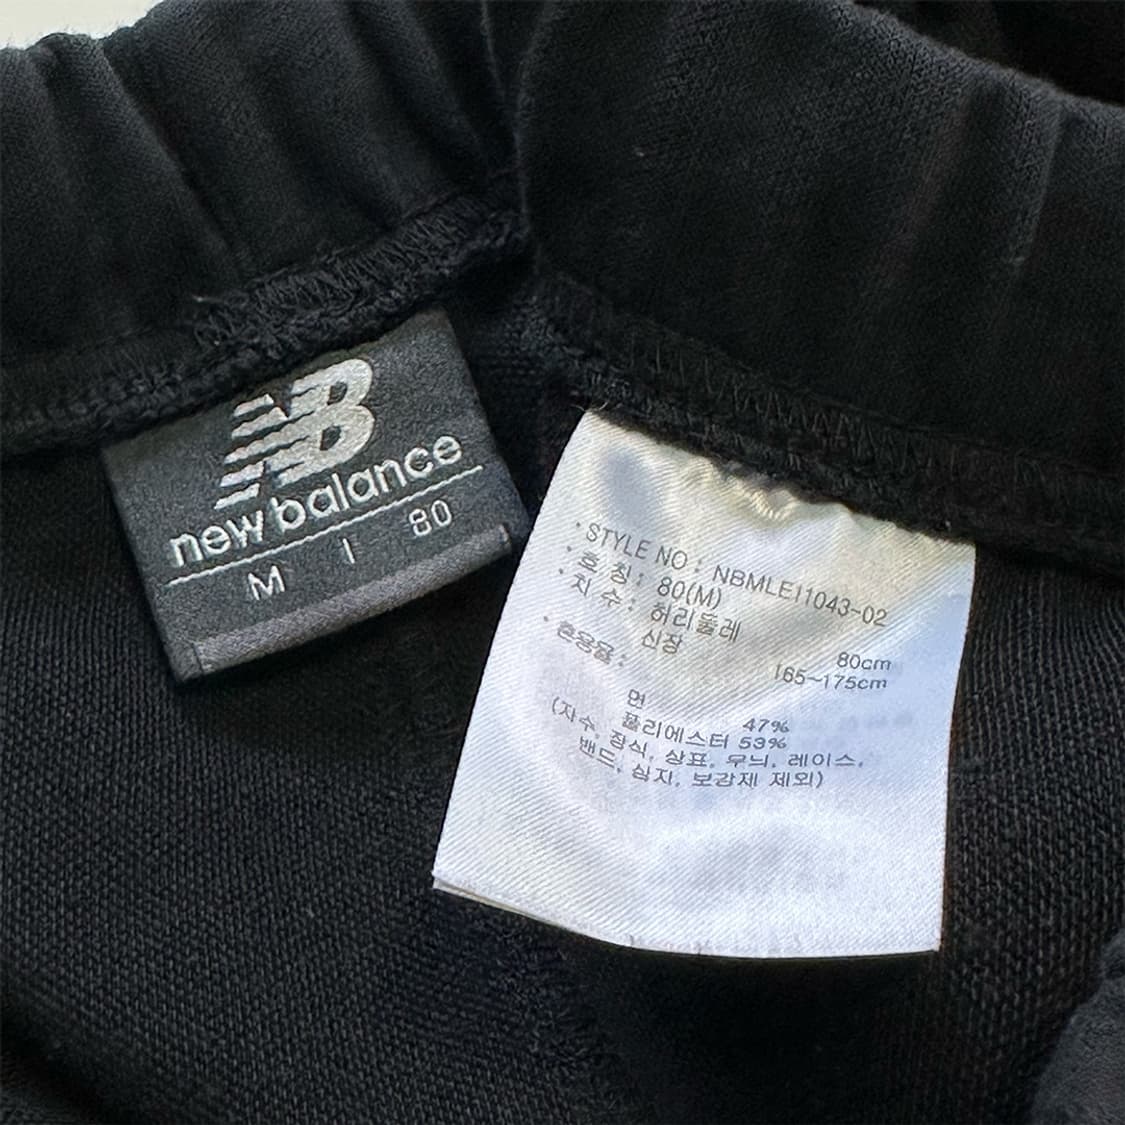 NB
new balance
M | 80
· STYLE NO : NBMLE11043-02
· 호 칭 : 80(M)
· 치 수 : 허리둘레 80cm
신장 165~175cm
· 혼용율 :
면 47%
폴리에스터 53%
(자수, 장식, 상표, 무늬, 레이스,
밴드, 심지, 보강제 제외)